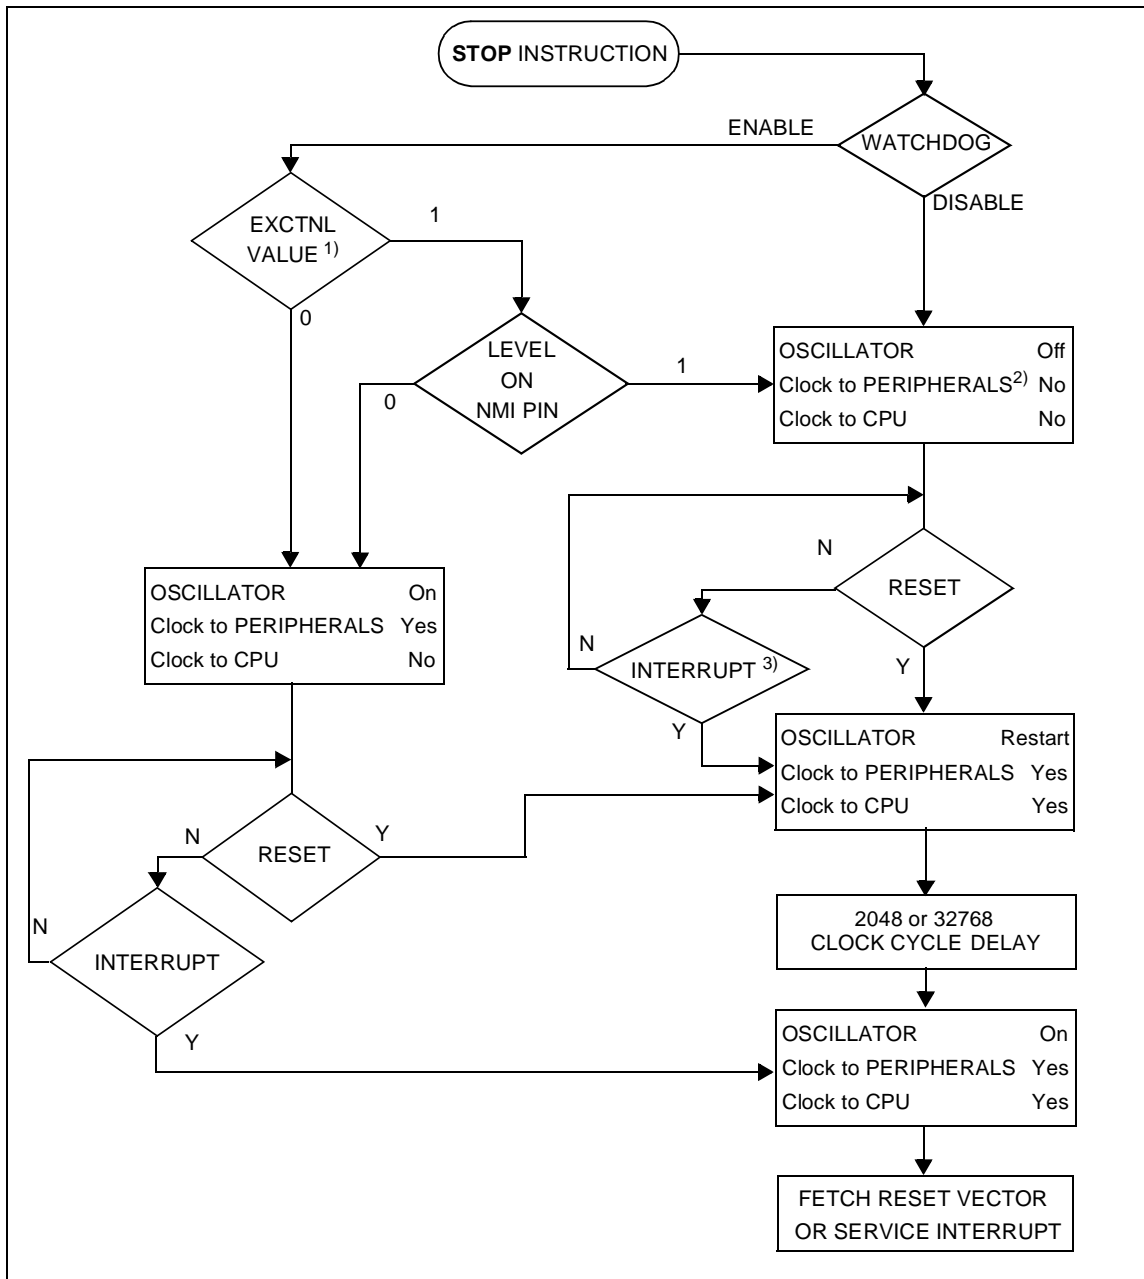 STOP INSTRUCTION
ENABLE
WATCHDOG
DISABLE
EXCTNL
VALUE 1)
1
0
LEVEL
ON
NMI PIN
1
0
OSCILLATOR Off
Clock to PERIPHERALS2) No
Clock to CPU No
N
RESET
Y
N
INTERRUPT 3)
Y
OSCILLATOR On
Clock to PERIPHERALS Yes
Clock to CPU No
OSCILLATOR Restart
Clock to PERIPHERALS Yes
Clock to CPU Yes
N
RESET
Y
N
INTERRUPT
Y
2048 or 32768
CLOCK CYCLE DELAY
OSCILLATOR On
Clock to PERIPHERALS Yes
Clock to CPU Yes
FETCH RESET VECTOR
OR SERVICE INTERRUPT